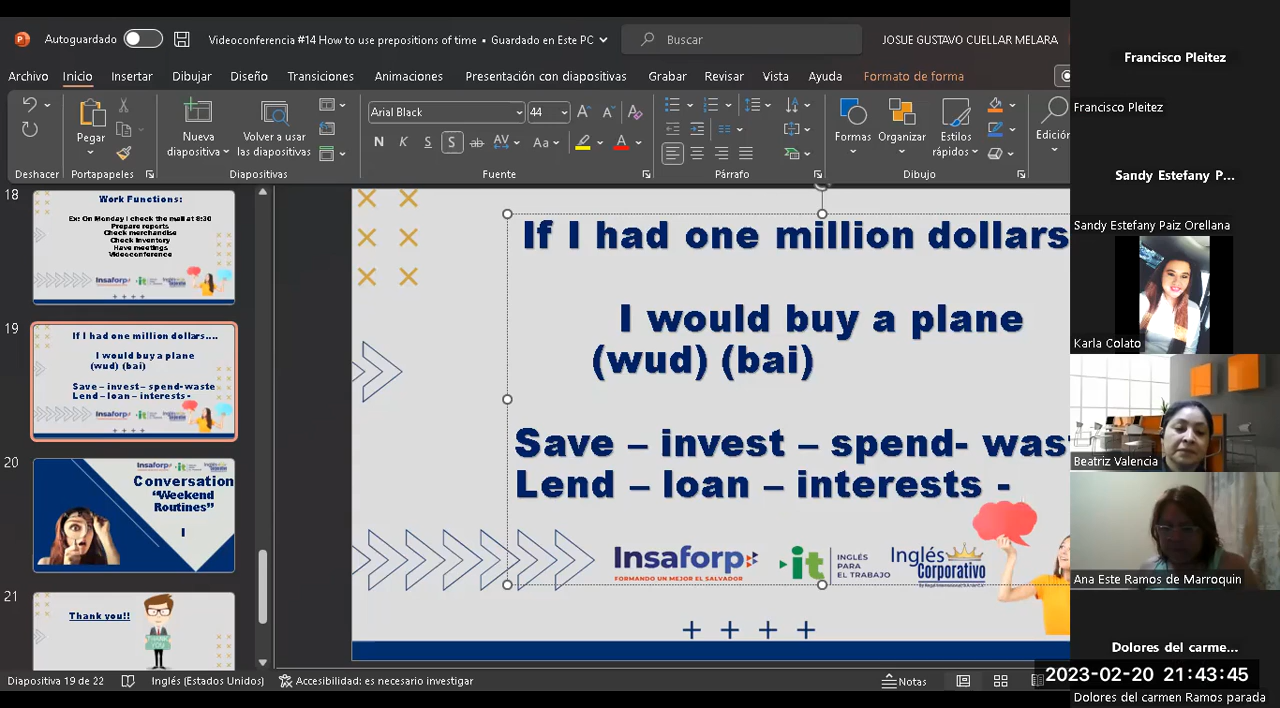 Autoguardado
Videoconferencia #14 How to use prepositions of time • Guardado en Este PC
Buscar
JOSUE GUSTAVO CUELLAR MELARA
Archivo Inicio Insertar Dibujar Diseño Transiciones Animaciones Presentación con diapositivas Grabar Revisar Vista Ayuda Formato de forma
Pegar
Nueva diapositiva
Volver a usar las diapositivas
Arial Black 44
N K S S ab AV Aa A
Formas Organizar Estilos rápidos Edición
Deshacer Portapapeles Diapositivas Fuente Párrafo Dibujo
18
Work Functions:
Ex: On Monday I check the mail at 8:30
Prepare reports
Check merchandise
Check inventory
Have meetings
Videoconference
19
If I had one million dollars....
I would buy a plane
(wud) (bai)
Save – invest – spend-waste
Lend – loan – interests -
20
Conversation
“Weekend
Routines”
I
21
Thank you!!
If I had one million dollars
I would buy a plane
(wud) (bai)
Save – invest – spend- was
Lend – loan – interests -
Insaforp
FORMANDO UN MEJOR EL SALVADOR
it
INGLÉS
PARA
EL TRABAJO
Inglés
Corporativo
Diapositiva 19 de 22
Inglés (Estados Unidos)
Accesibilidad: es necesario investigar
Notas
Francisco Pleitez
Francisco Pleitez
Sandy Estefany P...
Sandy Estefany Paiz Orellana
Karla Colato
Beatriz Valencia
Ana Este Ramos de Marroquin
Dolores del carme...
2023-02-20 21:43:45
Dolores del carmen Ramos parada